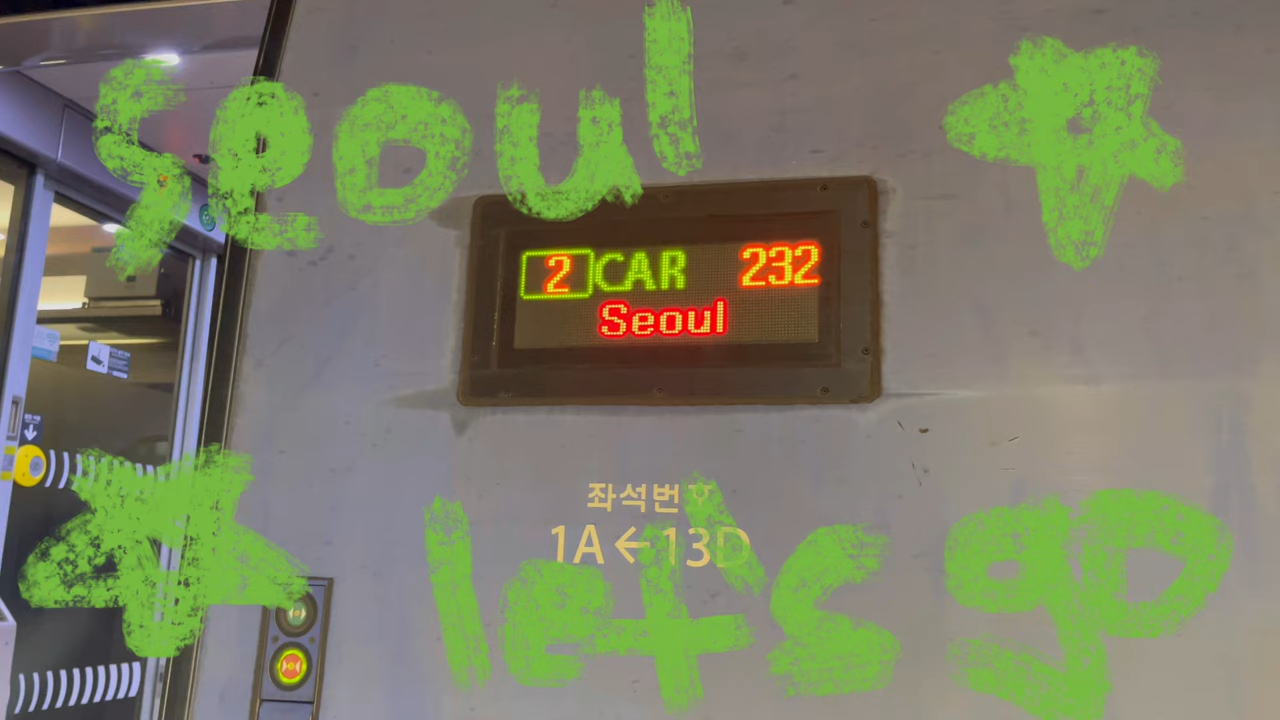 seoul
2 CAR 232
Seoul
좌석번호
1A ← 13D
let's go